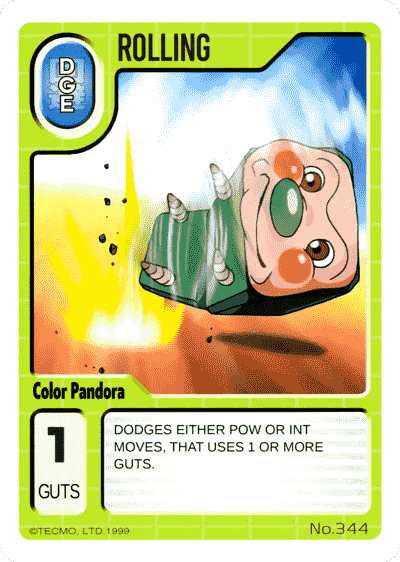 DGE
ROLLING
Color Pandora
1
GUTS
DODGES EITHER POW OR INT
MOVES, THAT USES 1 OR MORE
GUTS.
©TECMO, LTD.1999
No.344